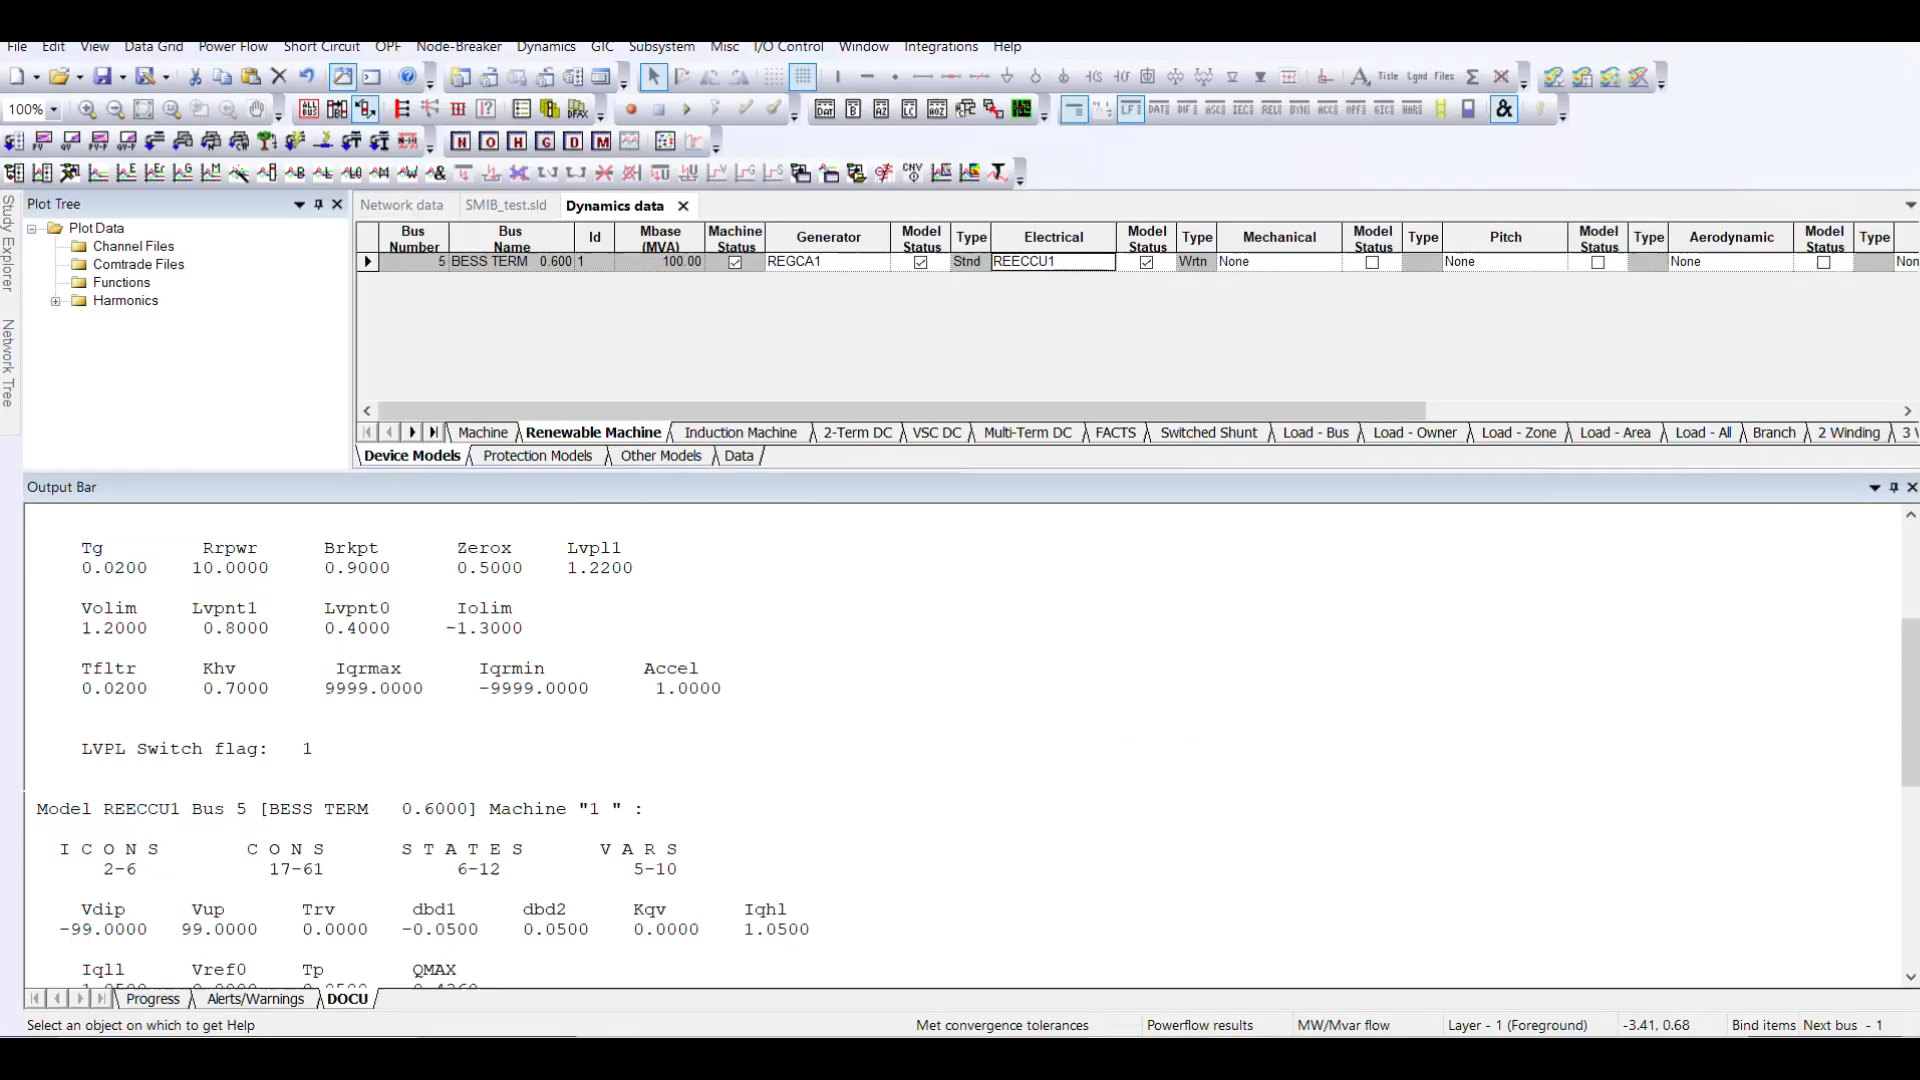 File Edit View Data Grid Power Flow Short Circuit OPF Node-Breaker Dynamics GIC Subsystem Misc I/O Control Window Integrations Help
Title Lgnd Files
100%
Study Explorer
Network Tree
Plot Tree
Plot Data
Channel Files
Comtrade Files
Functions
Harmonics
Network data SMIB_test.sld Dynamics data
Bus Number Bus Name Id Mbase (MVA) Machine Status Generator Model Status Type Electrical Model Status Type Mechanical Model Status Type Pitch Model Status Type Aerodynamic Model Status Type
5 BESS TERM 0.600 1 100.00 REGCA1 Stnd REECCU1 Wrtn None None None Non
Machine Renewable Machine Induction Machine 2-Term DC VSC DC Multi-Term DC FACTS Switched Shunt Load - Bus Load - Owner Load - Zone Load - Area Load - All Branch 2 Winding 3
Device Models Protection Models Other Models Data
Output Bar
Tg Rrpwr Brkpt Zerox Lvpl1
0.0200 10.0000 0.9000 0.5000 1.2200
Volim Lvpnt1 Lvpnt0 Iolim
1.2000 0.8000 0.4000 -1.3000
Tfltr Khv Iqrmax Iqrmin Accel
0.0200 0.7000 9999.0000 -9999.0000 1.0000
LVPL Switch flag: 1
Model REECCU1 Bus 5 [BESS TERM 0.6000] Machine "1 " :
I C O N S C O N S S T A T E S V A R S
2-6 17-61 6-12 5-10
Vdip Vup Trv dbd1 dbd2 Kqv Iqhl
-99.0000 99.0000 0.0000 -0.0500 0.0500 0.0000 1.0500
Iqll Vref0 Tp QMAX
Progress Alerts/Warnings DOCU
Select an object on which to get Help Met convergence tolerances Powerflow results MW/Mvar flow Layer - 1 (Foreground) -3.41, 0.68 Bind items Next bus - 1